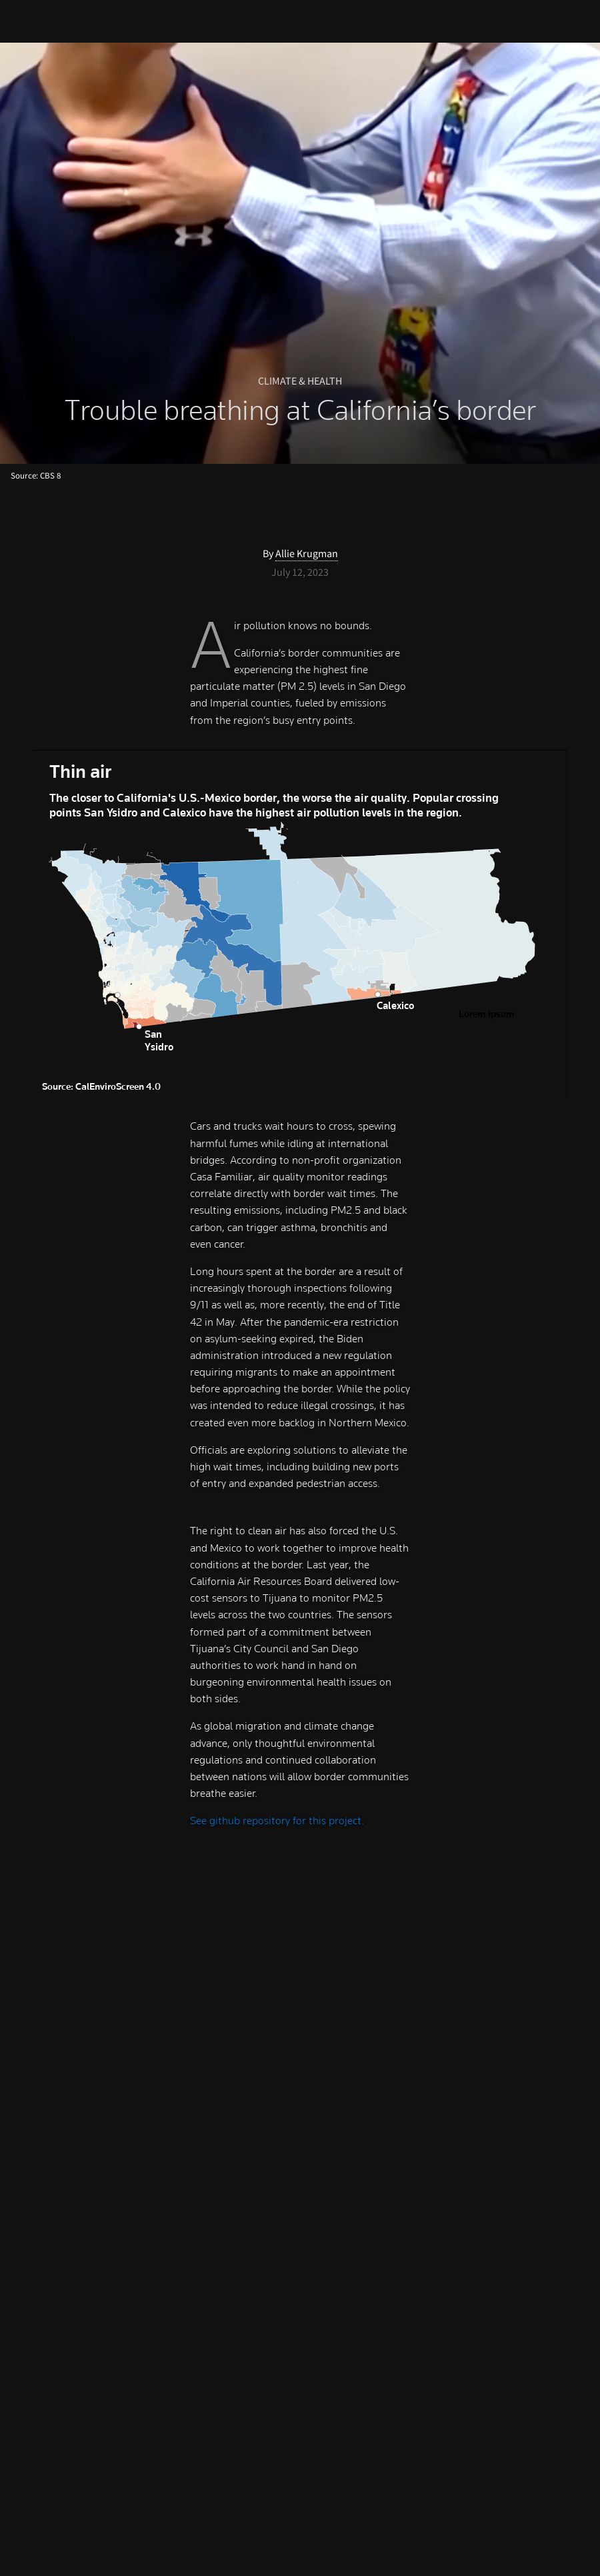 CLIMATE & HEALTH
Trouble breathing at California’s border
Source: CBS 8
By Allie Krugman
July 12, 2023
Air pollution knows no bounds.
California’s border communities are
experiencing the highest fine
particulate matter (PM 2.5) levels in San Diego
and Imperial counties, fueled by emissions
from the region’s busy entry points.
Thin air
The closer to California's U.S.-Mexico border, the worse the air quality. Popular crossing
points San Ysidro and Calexico have the highest air pollution levels in the region.
Calexico
Lorem ipsum
San
Ysidro
Source: CalEnviroScreen 4.0
Cars and trucks wait hours to cross, spewing
harmful fumes while idling at international
bridges. According to non-profit organization
Casa Familiar, air quality monitor readings
correlate directly with border wait times. The
resulting emissions, including PM2.5 and black
carbon, can trigger asthma, bronchitis and
even cancer.
Long hours spent at the border are a result of
increasingly thorough inspections following
9/11 as well as, more recently, the end of Title
42 in May. After the pandemic-era restriction
on asylum-seeking expired, the Biden
administration introduced a new regulation
requiring migrants to make an appointment
before approaching the border. While the policy
was intended to reduce illegal crossings, it has
created even more backlog in Northern Mexico.
Officials are exploring solutions to alleviate the
high wait times, including building new ports
of entry and expanded pedestrian access.
The right to clean air has also forced the U.S.
and Mexico to work together to improve health
conditions at the border. Last year, the
California Air Resources Board delivered low-
cost sensors to Tijuana to monitor PM2.5
levels across the two countries. The sensors
formed part of a commitment between
Tijuana’s City Council and San Diego
authorities to work hand in hand on
burgeoning environmental health issues on
both sides.
As global migration and climate change
advance, only thoughtful environmental
regulations and continued collaboration
between nations will allow border communities
breathe easier.
See github repository for this project.